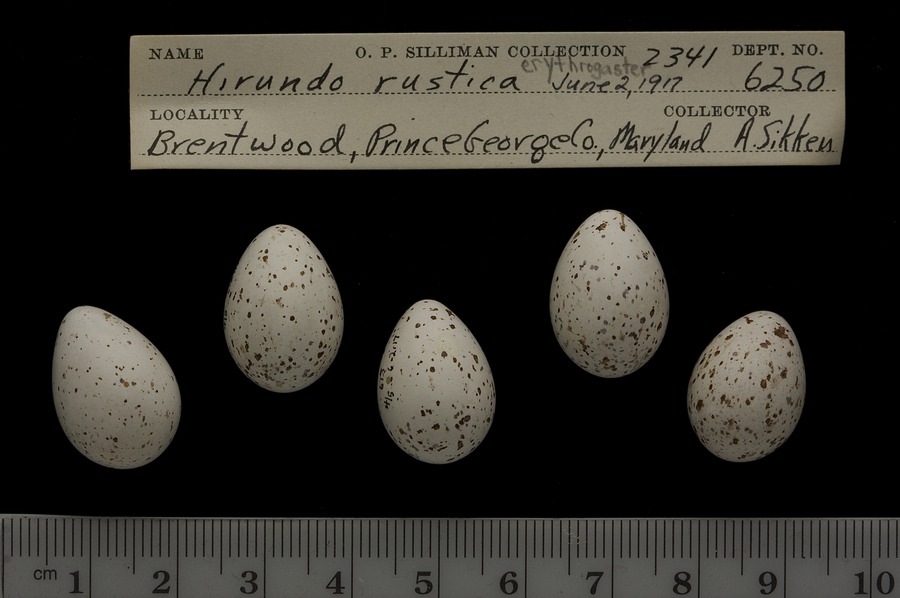 NAME O. P. SILLIMAN COLLECTION 2341 DEPT. NO.
erythrogaster
Hirundo rustica June 2, 1917 6250
LOCALITY COLLECTOR
Brentwood, Prince George Co., Maryland A. Sikken
cm 1 2 3 4 5 6 7 8 9 10